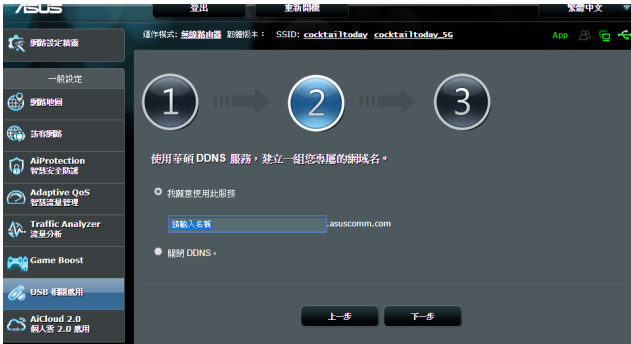 ASUS
登出 重新開機 繁體中文
運作模式: 無線路由器 韌體版本: SSID: cocktailtoday cocktailtoday_5G App
網路設定精靈
一般設定
網路地圖
訪客網路
AiProtection
智慧安全防護
Adaptive QoS
智慧流量管理
Traffic Analyzer
流量分析
Game Boost
USB 相關應用
AiCloud 2.0
個人雲 2.0 應用
1 2 3
使用華碩 DDNS 服務，建立一組您專屬的網域名。
我願意使用此服務
請輸入名稱 .asuscomm.com
關閉 DDNS。
上一步 下一步